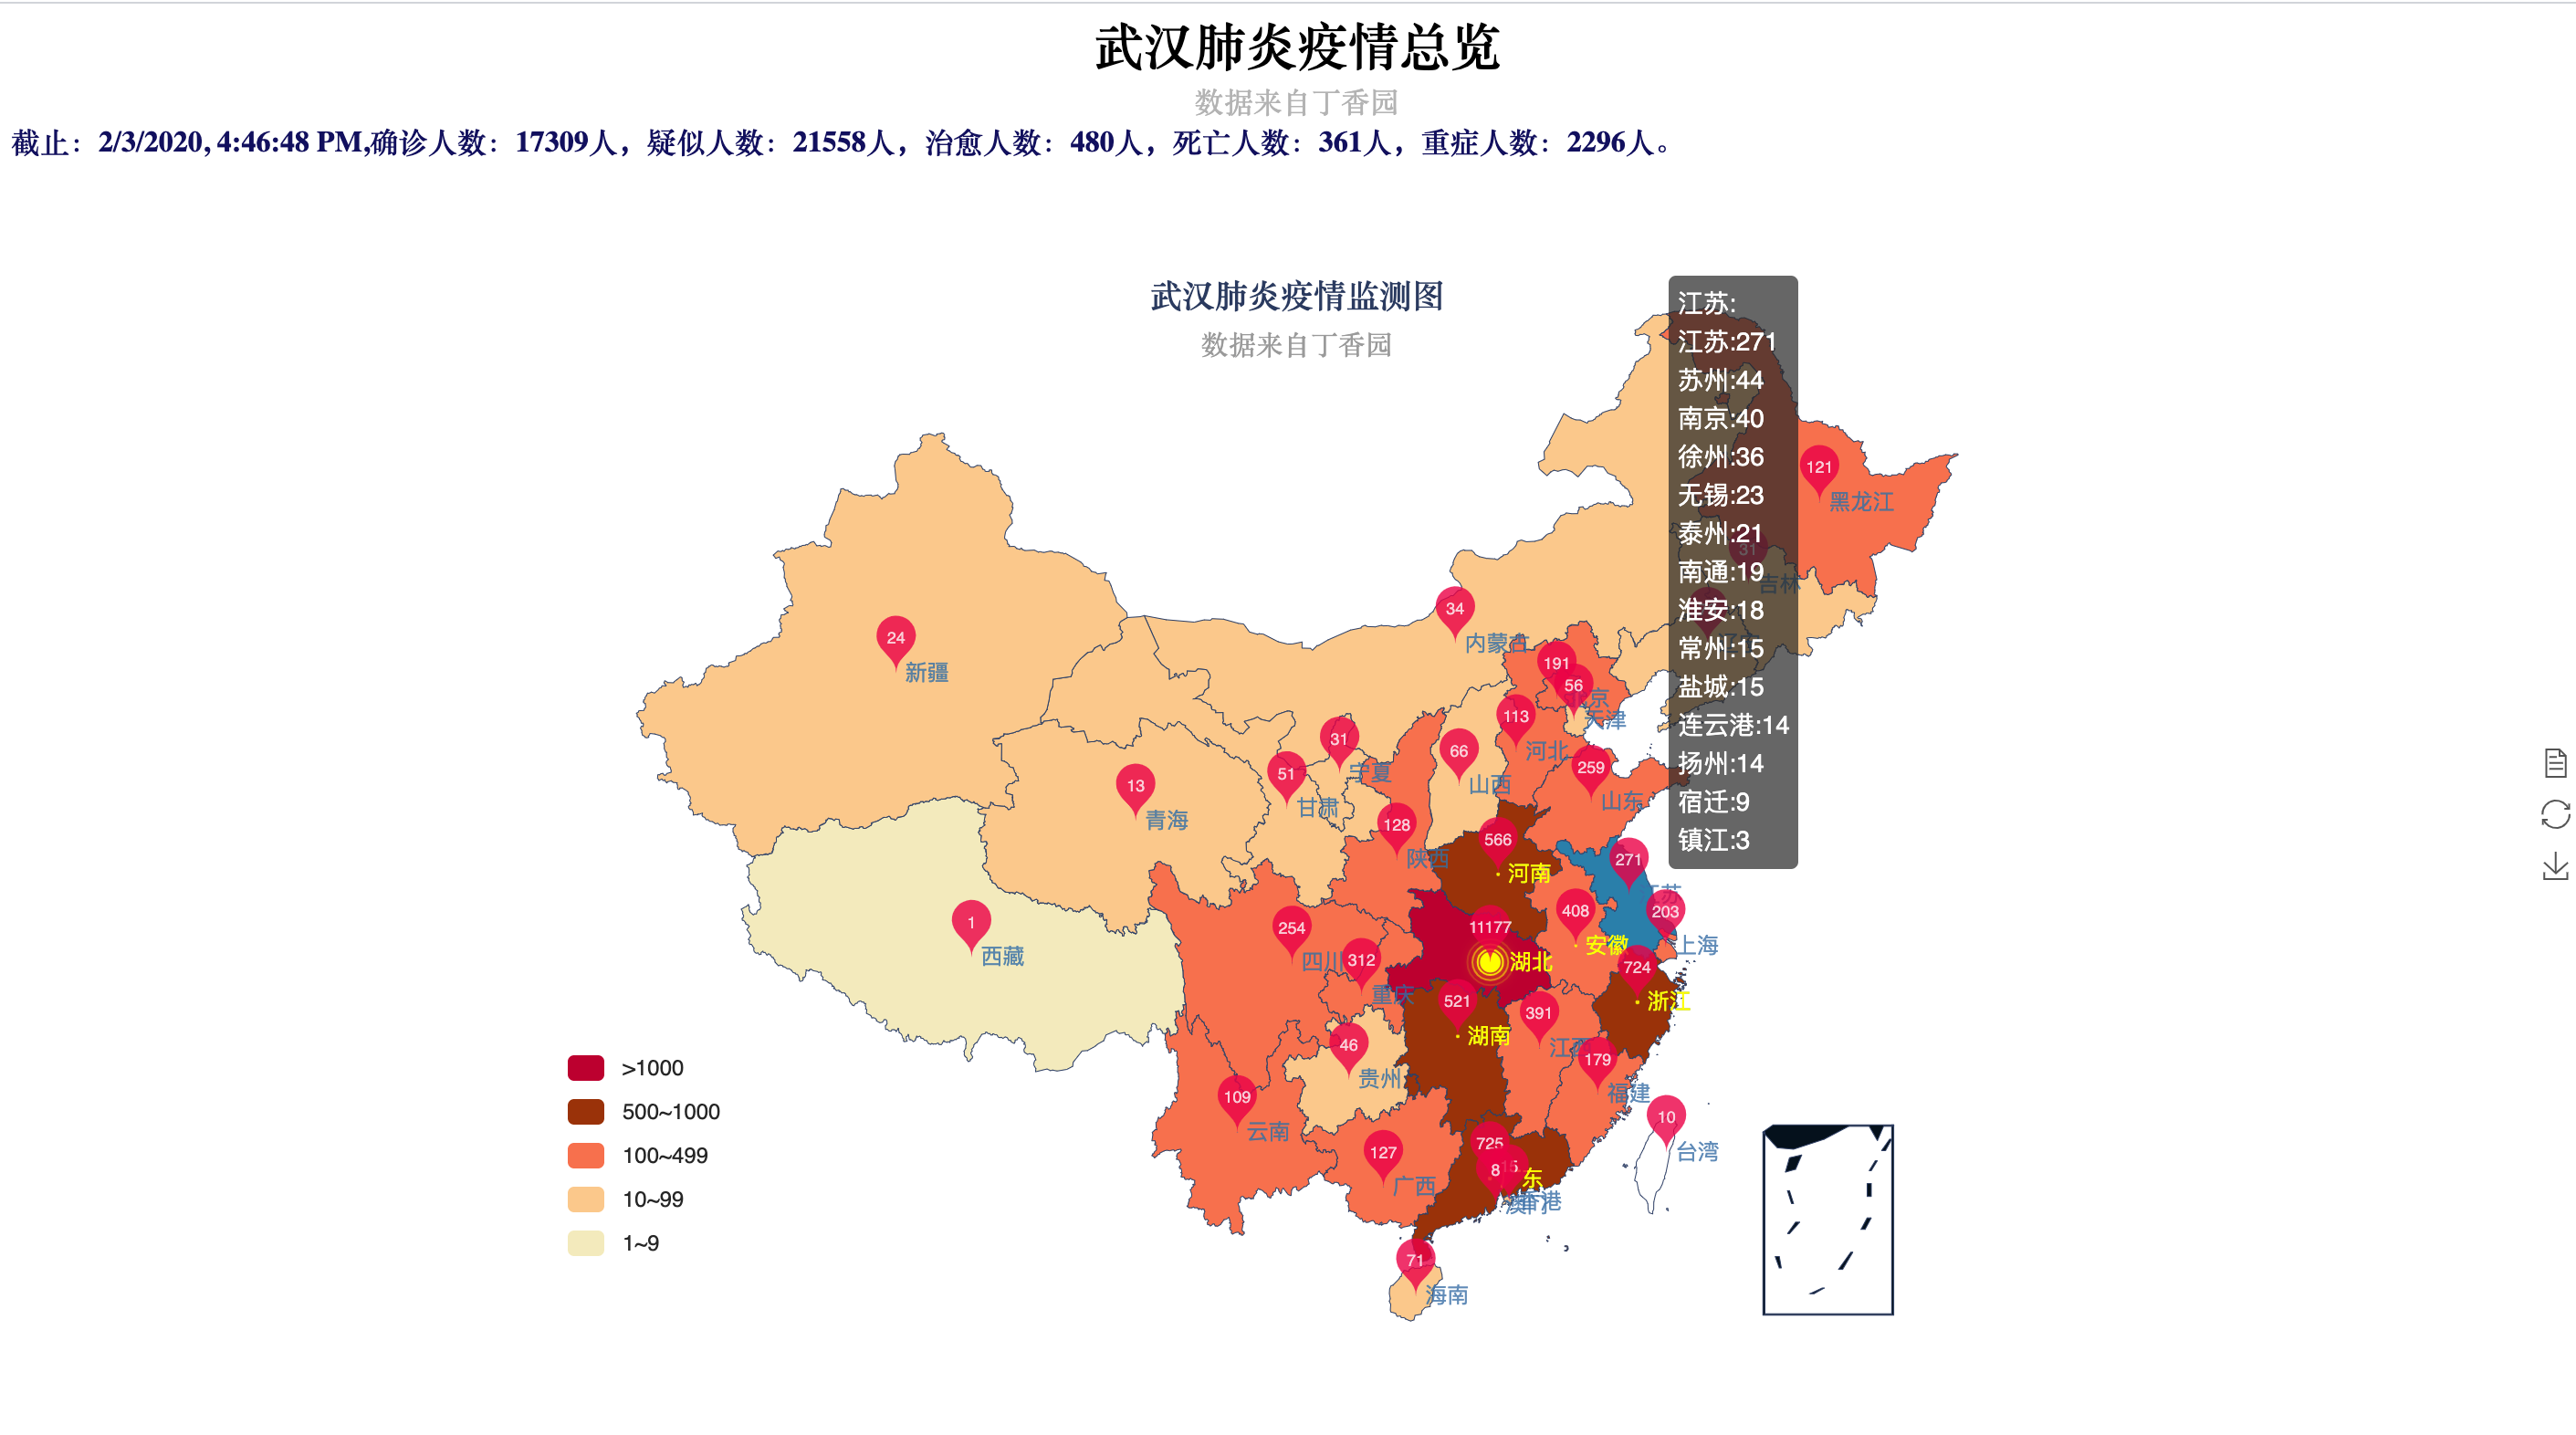 武汉肺炎疫情总览
数据来自丁香园
截止：2/3/2020, 4:46:48 PM,确诊人数：17309人，疑似人数：21558人，治愈人数：480人，死亡人数：361人，重症人数：2296人。
武汉肺炎疫情监测图
数据来自丁香园
江苏:
江苏:271
苏州:44
南京:40
徐州:36
无锡:23
泰州:21
南通:19
淮安:18
常州:15
盐城:15
连云港:14
扬州:14
宿迁:9
镇江:3
121
黑龙江
31
吉林
34
内蒙古
24
新疆
191
56
北京
天津
113
河北
66
山西
31
宁夏
51
甘肃
13
青海
259
山东
128
陕西
566
河南
271
江苏
203
上海
408
安徽
1
西藏
254
四川
312
重庆
11177
湖北
724
浙江
521
湖南
391
江西
46
贵州
179
福建
109
云南
10
台湾
127
广西
725
15
8
东
香港
澳门
71
海南
>1000
500~1000
100~499
10~99
1~9